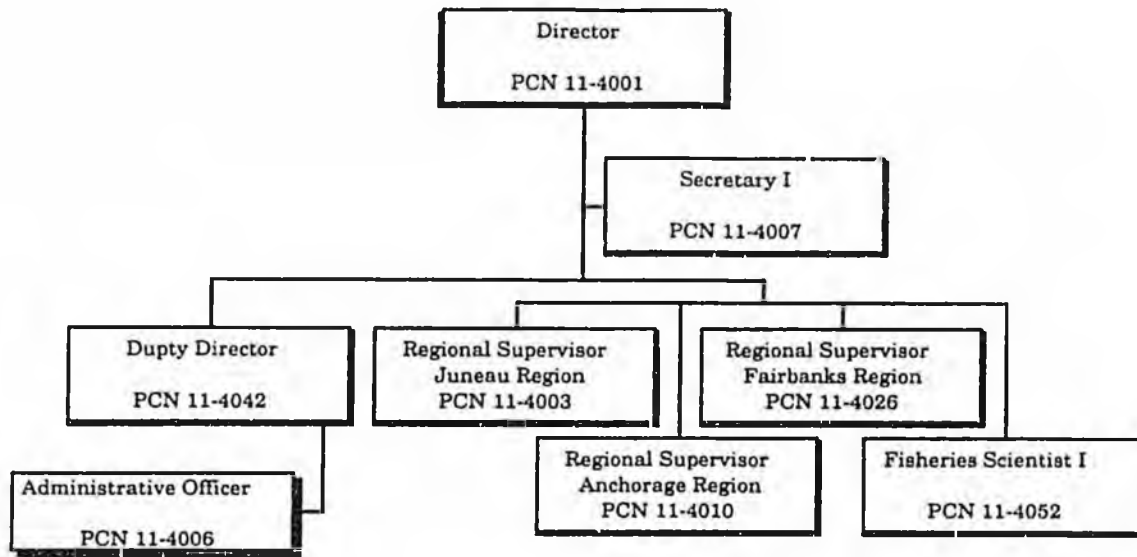 Director
PCN 11-4001
Secretary I
PCN 11-4007
Dupty Director
PCN 11-4042
Regional Supervisor
Juneau Region
PCN 11-4003
Regional Supervisor
Fairbanks Region
PCN 11-4026
Administrative Officer
PCN 11-4006
Regional Supervisor
Anchorage Region
PCN 11-4010
Fisheries Scientist I
PCN 11-4052